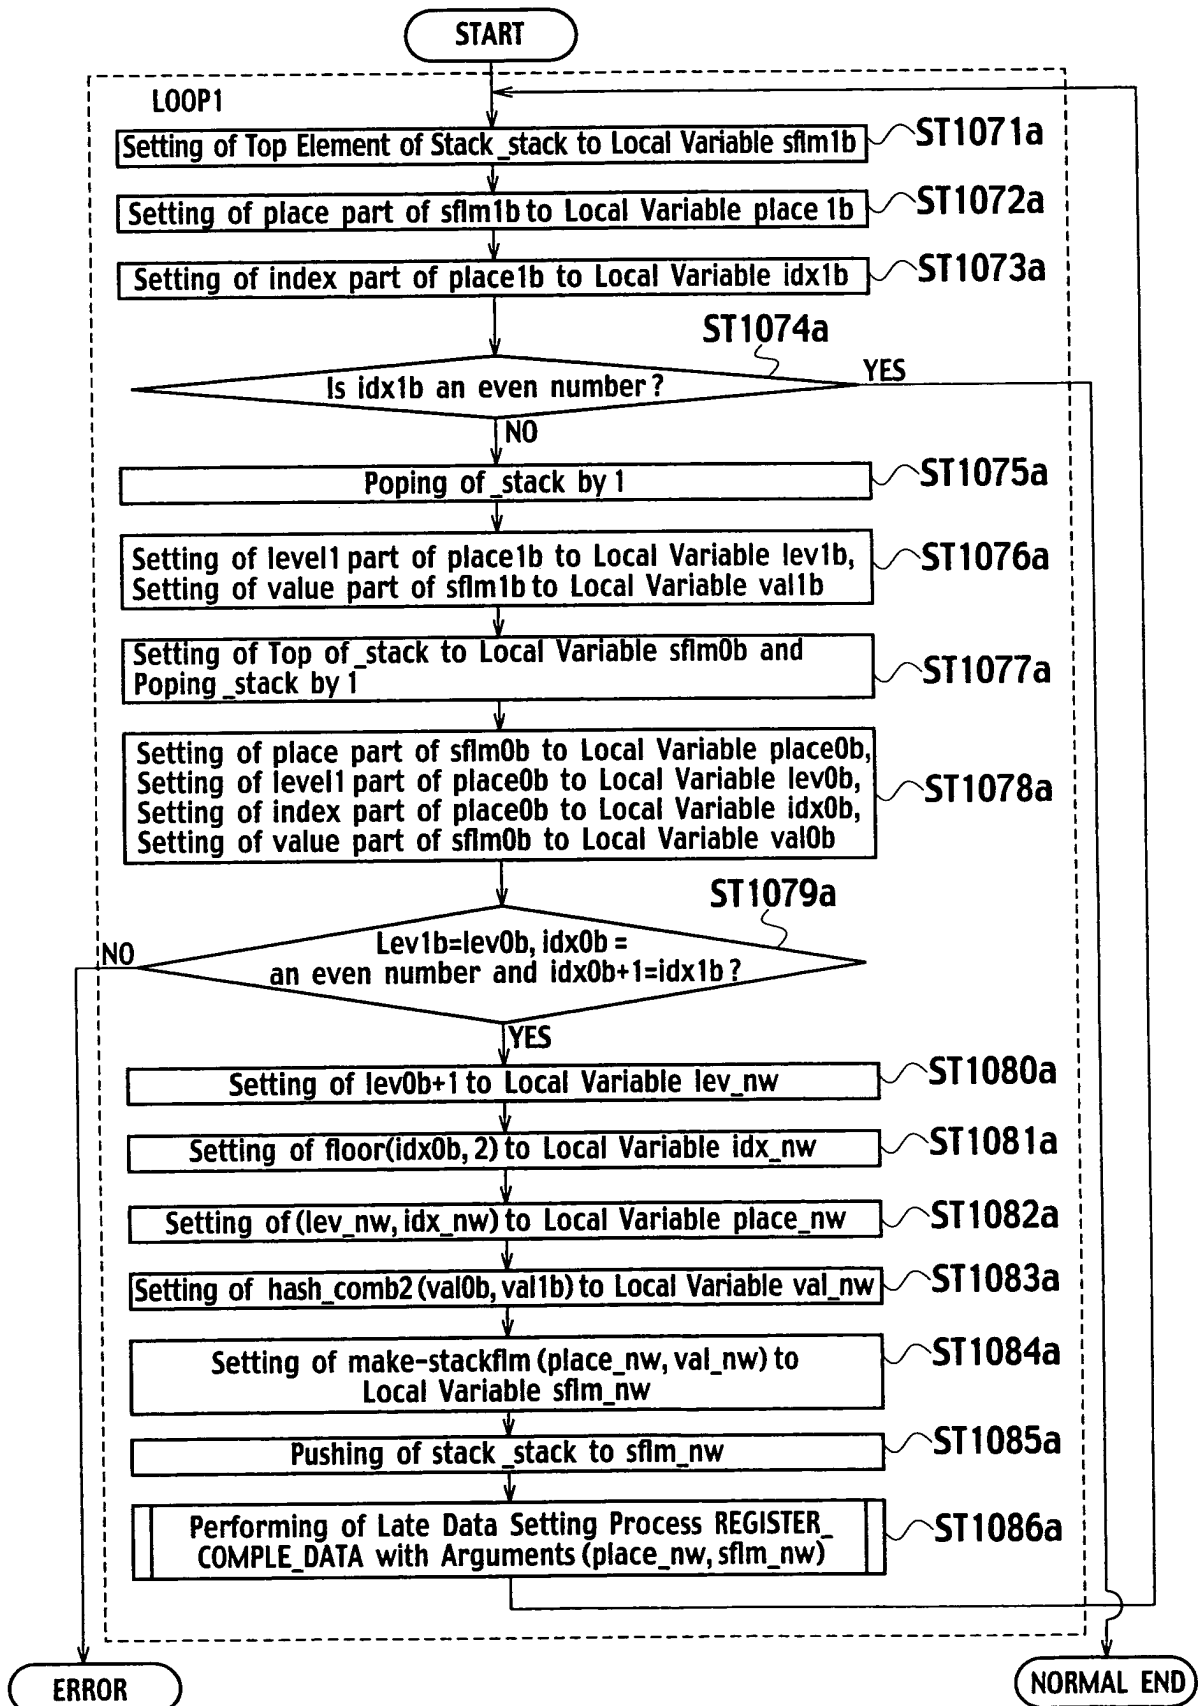 START
LOOP1
Setting of Top Element of Stack_stack to Local Variable sflm1b
ST1071a
Setting of place part of sflm1b to Local Variable place 1b
ST1072a
Setting of index part of place1b to Local Variable idx1b
ST1073a
ST1074a
Is idx1b an even number?
YES
NO
Poping of _stack by 1
ST1075a
Setting of level1 part of place1b to Local Variable lev1b,
Setting of value part of sflm1b to Local Variable val1b
ST1076a
Setting of Top of_stack to Local Variable sflm0b and
Poping _stack by 1
ST1077a
Setting of place part of sflm0b to Local Variable place0b,
Setting of level1 part of place0b to Local Variable lev0b,
Setting of index part of place0b to Local Variable idx0b,
Setting of value part of sflm0b to Local Variable val0b
ST1078a
ST1079a
NO
Lev1b=lev0b, idx0b =
an even number and idx0b+1=idx1b?
YES
Setting of lev0b+1 to Local Variable lev_nw
ST1080a
Setting of floor(idx0b, 2) to Local Variable idx_nw
ST1081a
Setting of (lev_nw, idx_nw) to Local Variable place_nw
ST1082a
Setting of hash_comb2 (val0b, val1b) to Local Variable val_nw
ST1083a
Setting of make-stackflm (place_nw, val_nw) to
Local Variable sflm_nw
ST1084a
Pushing of stack _stack to sflm_nw
ST1085a
Performing of Late Data Setting Process REGISTER_
COMPLE_DATA with Arguments (place_nw, sflm_nw)
ST1086a
ERROR
NORMAL END